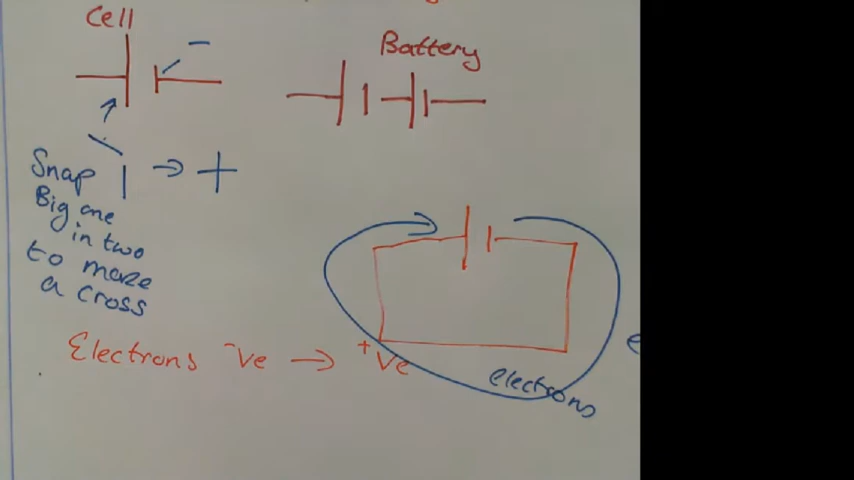 Cell
Battery
Snap
Big one
in two
to make
a cross
Electrons -ve → +ve
electrons